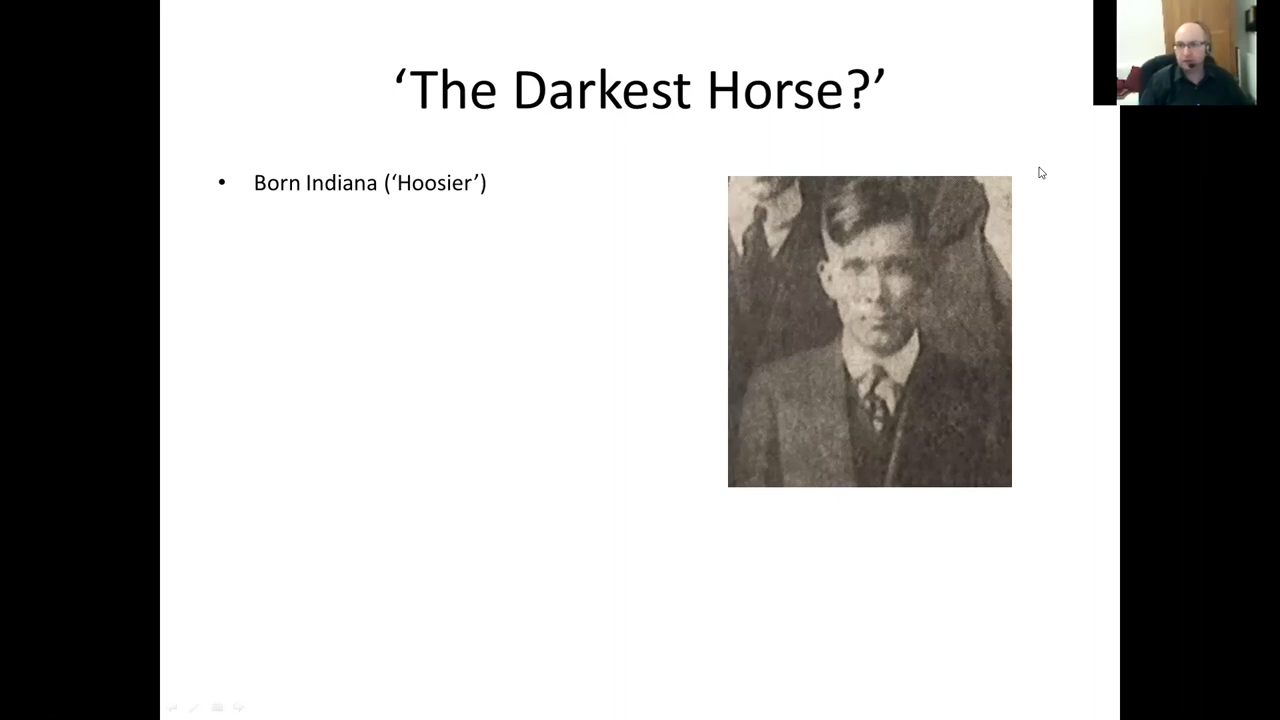 ‘The Darkest Horse?’
• Born Indiana (‘Hoosier’)